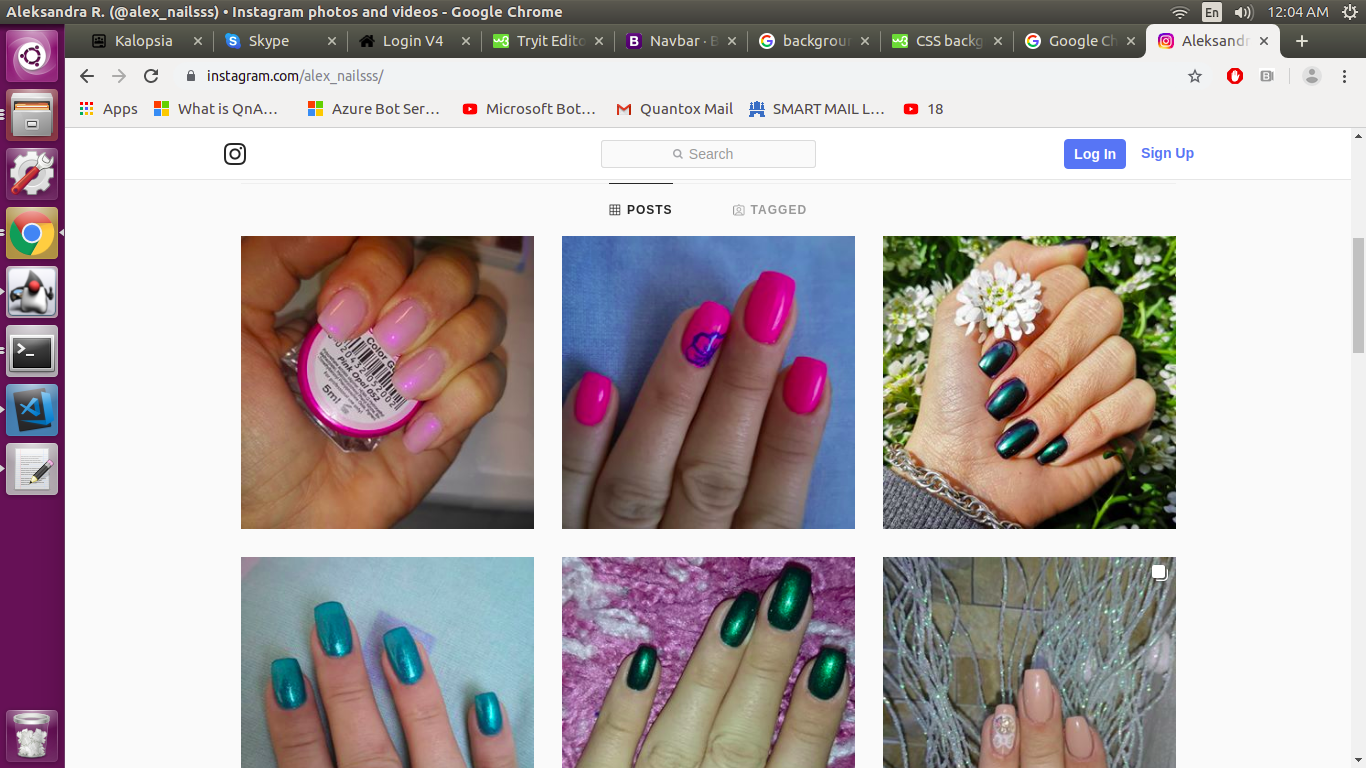 Aleksandra R. (@alex_nailsss) • Instagram photos and videos - Google Chrome
En
12:04 AM
Kalopsia
Skype
Login V4
Tryit Edito
Navbar · B
backgroun
CSS backg
Google Ch
Aleksandr
instagram.com/alex_nailsss/
Apps
What is QnA…
Azure Bot Ser…
Microsoft Bot…
Quantox Mail
SMART MAIL L…
18
Search
Log In
Sign Up
POSTS
TAGGED
Color G
Pink Opal 052
5ml